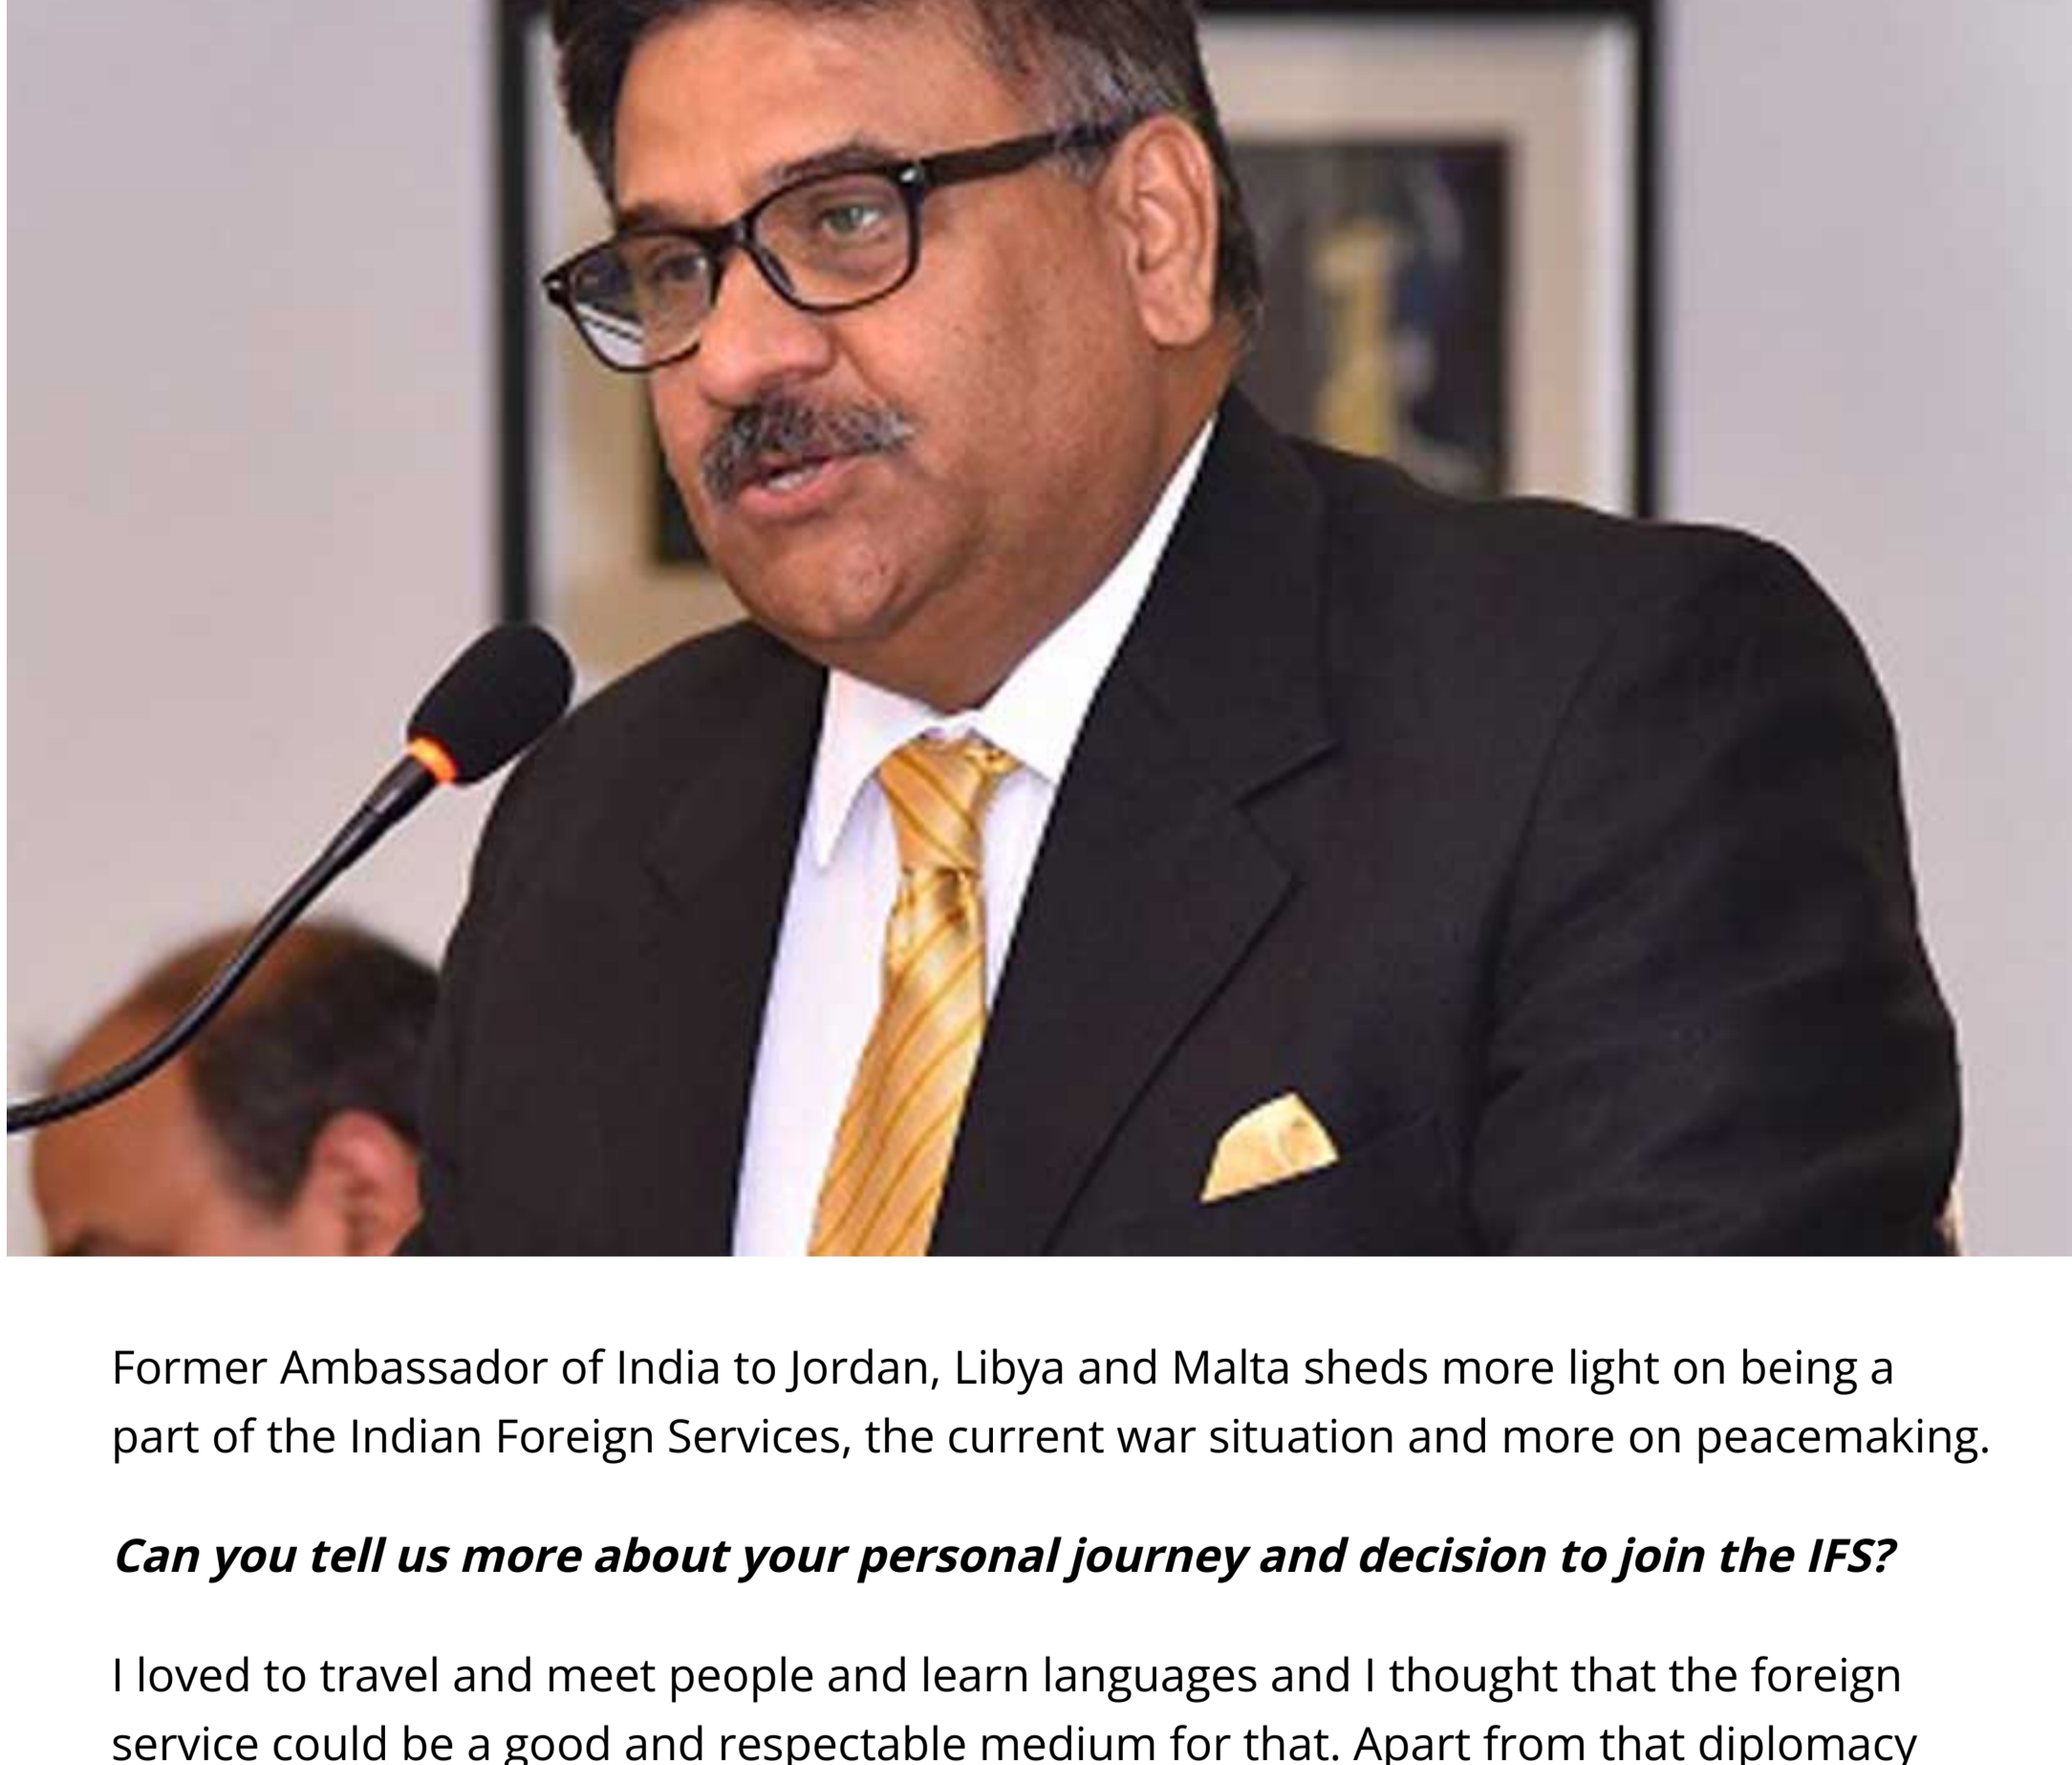 Former Ambassador of India to Jordan, Libya and Malta sheds more light on being a
part of the Indian Foreign Services, the current war situation and more on peacemaking.
Can you tell us more about your personal journey and decision to join the IFS?
I loved to travel and meet people and learn languages and I thought that the foreign
service could be a good and respectable medium for that. Apart from that diplomacy